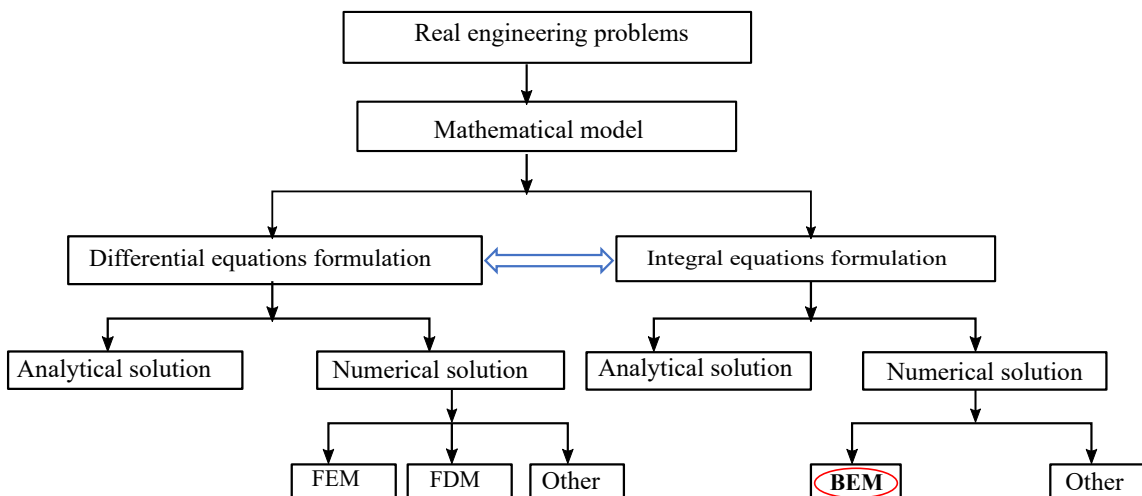 Real engineering problems
Mathematical model
Differential equations formulation
Integral equations formulation
Analytical solution
Numerical solution
Analytical solution
Numerical solution
FEM
FDM
Other
BEM
Other